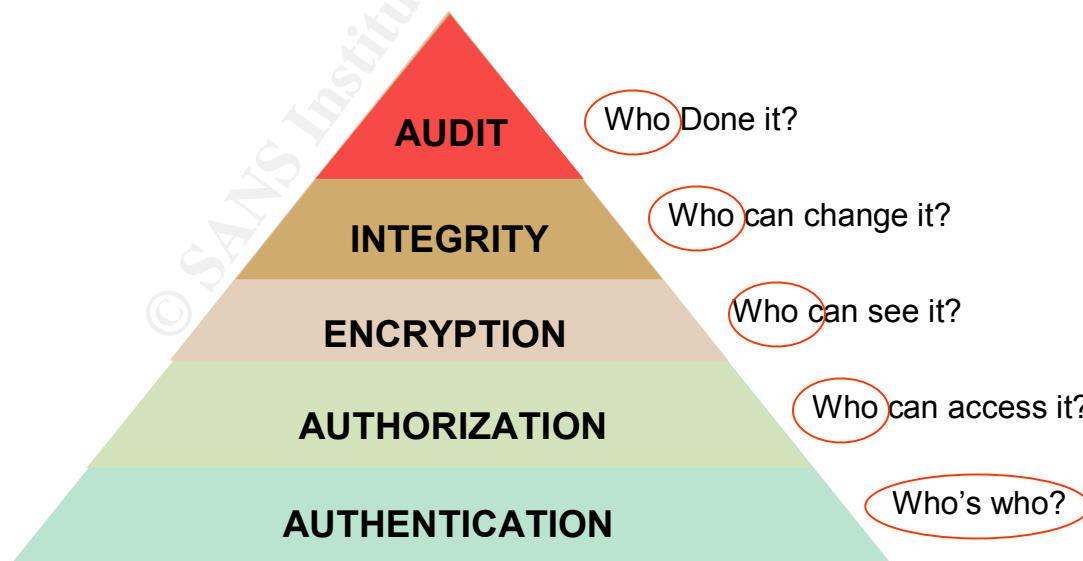 © SANS Institu
AUDIT
Who Done it?
INTEGRITY
Who can change it?
ENCRYPTION
Who can see it?
AUTHORIZATION
Who can access it?
AUTHENTICATION
Who's who?